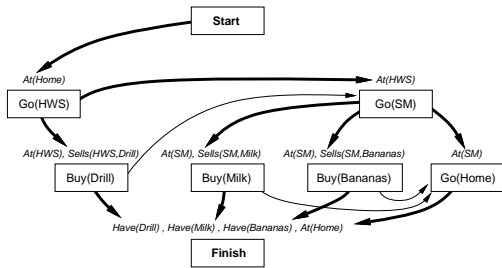 Start
At(Home)
At(HWS)
Go(HWS)
Go(SM)
At(HWS), Sells(HWS,Drill)
At(SM), Sells(SM,Milk)
At(SM), Sells(SM,Bananas)
At(SM)
Buy(Drill)
Buy(Milk)
Buy(Bananas)
Go(Home)
Have(Drill) , Have(Milk) , Have(Bananas) , At(Home)
Finish